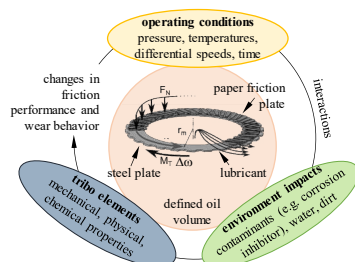 operating conditions
pressure, temperatures,
differential speeds, time
changes in
friction
performance and
wear behavior
interactions
F_N
paper friction
plate
r_m
steel plate
M_T Δω
lubricant
defined oil
volume
tribo elements
mechanical, physical,
chemical properties
environment impacts
contaminants (e.g. corrosion
inhibitor), water, dirt